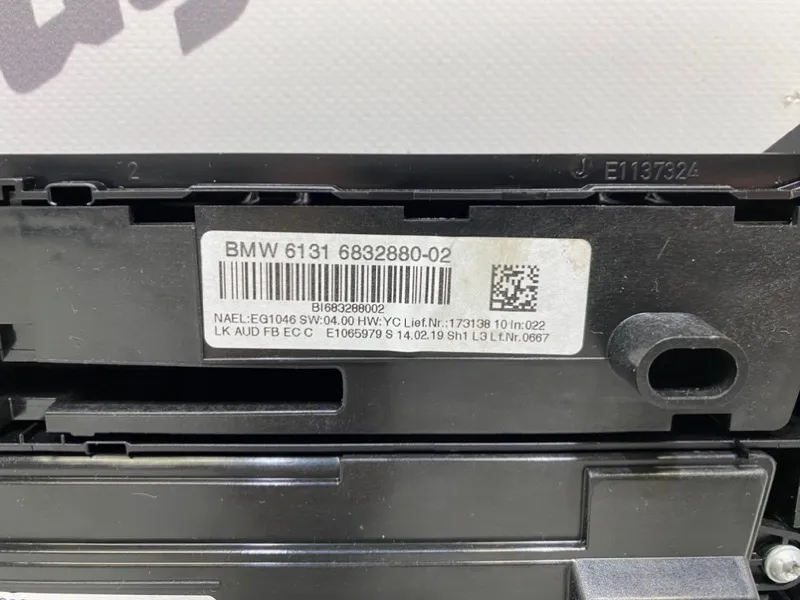 2
E1137324
BMW 6131 6832880-02
BI683288002
NAEL:EG1046 SW:04.00 HW:YC Lief.Nr.:173138 10 In:022
LK AUD FB EC C E1065979 S 14.02.19 Sh1 L3 Lf.Nr.0667